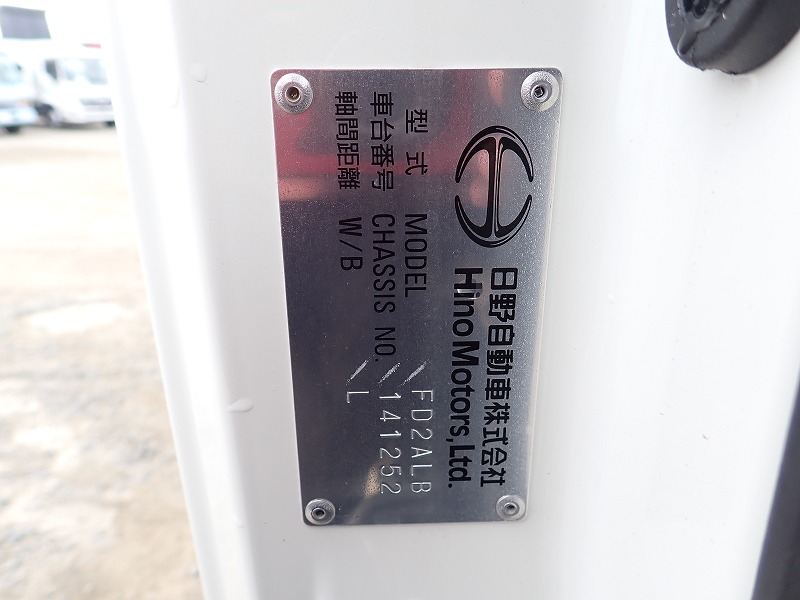 日野自動車株式会社
Hino Motors, Ltd.
型式 MODEL FD2ALB
車台番号 CHASSIS NO. 141252
軸間距離 W/B L